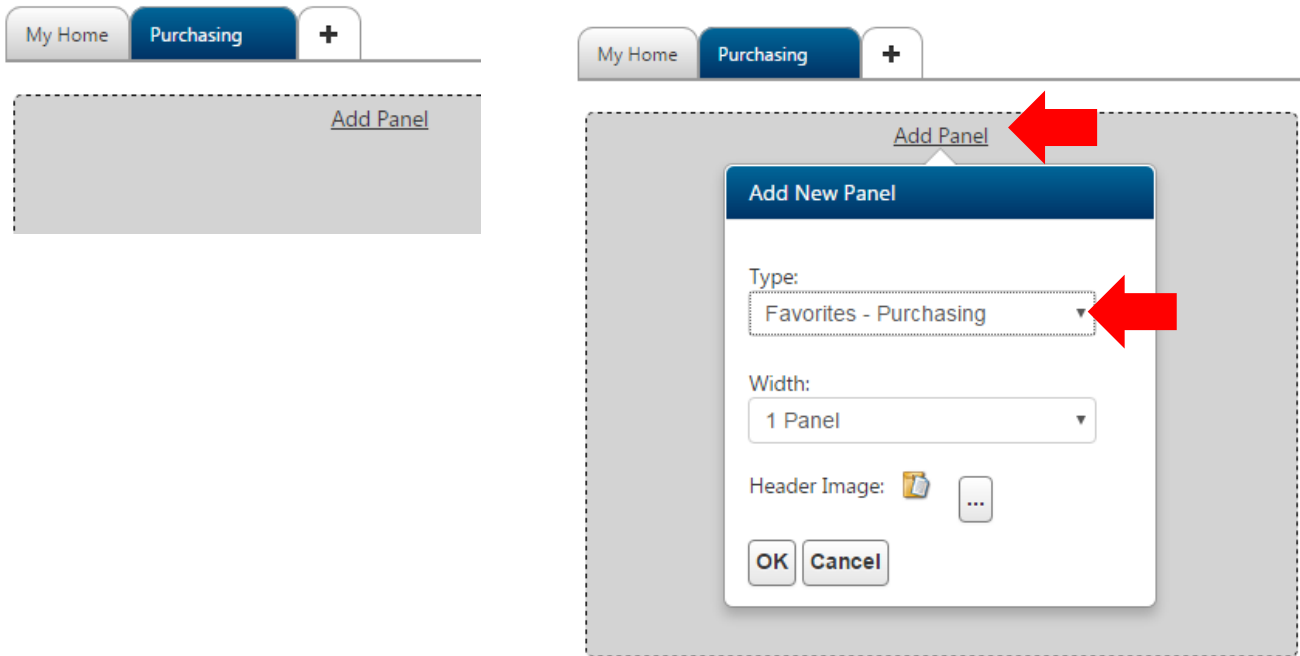 My Home Purchasing +
Add Panel
My Home Purchasing +
Add Panel
Add New Panel
Type:
Favorites - Purchasing
Width:
1 Panel
Header Image: ...
OK Cancel